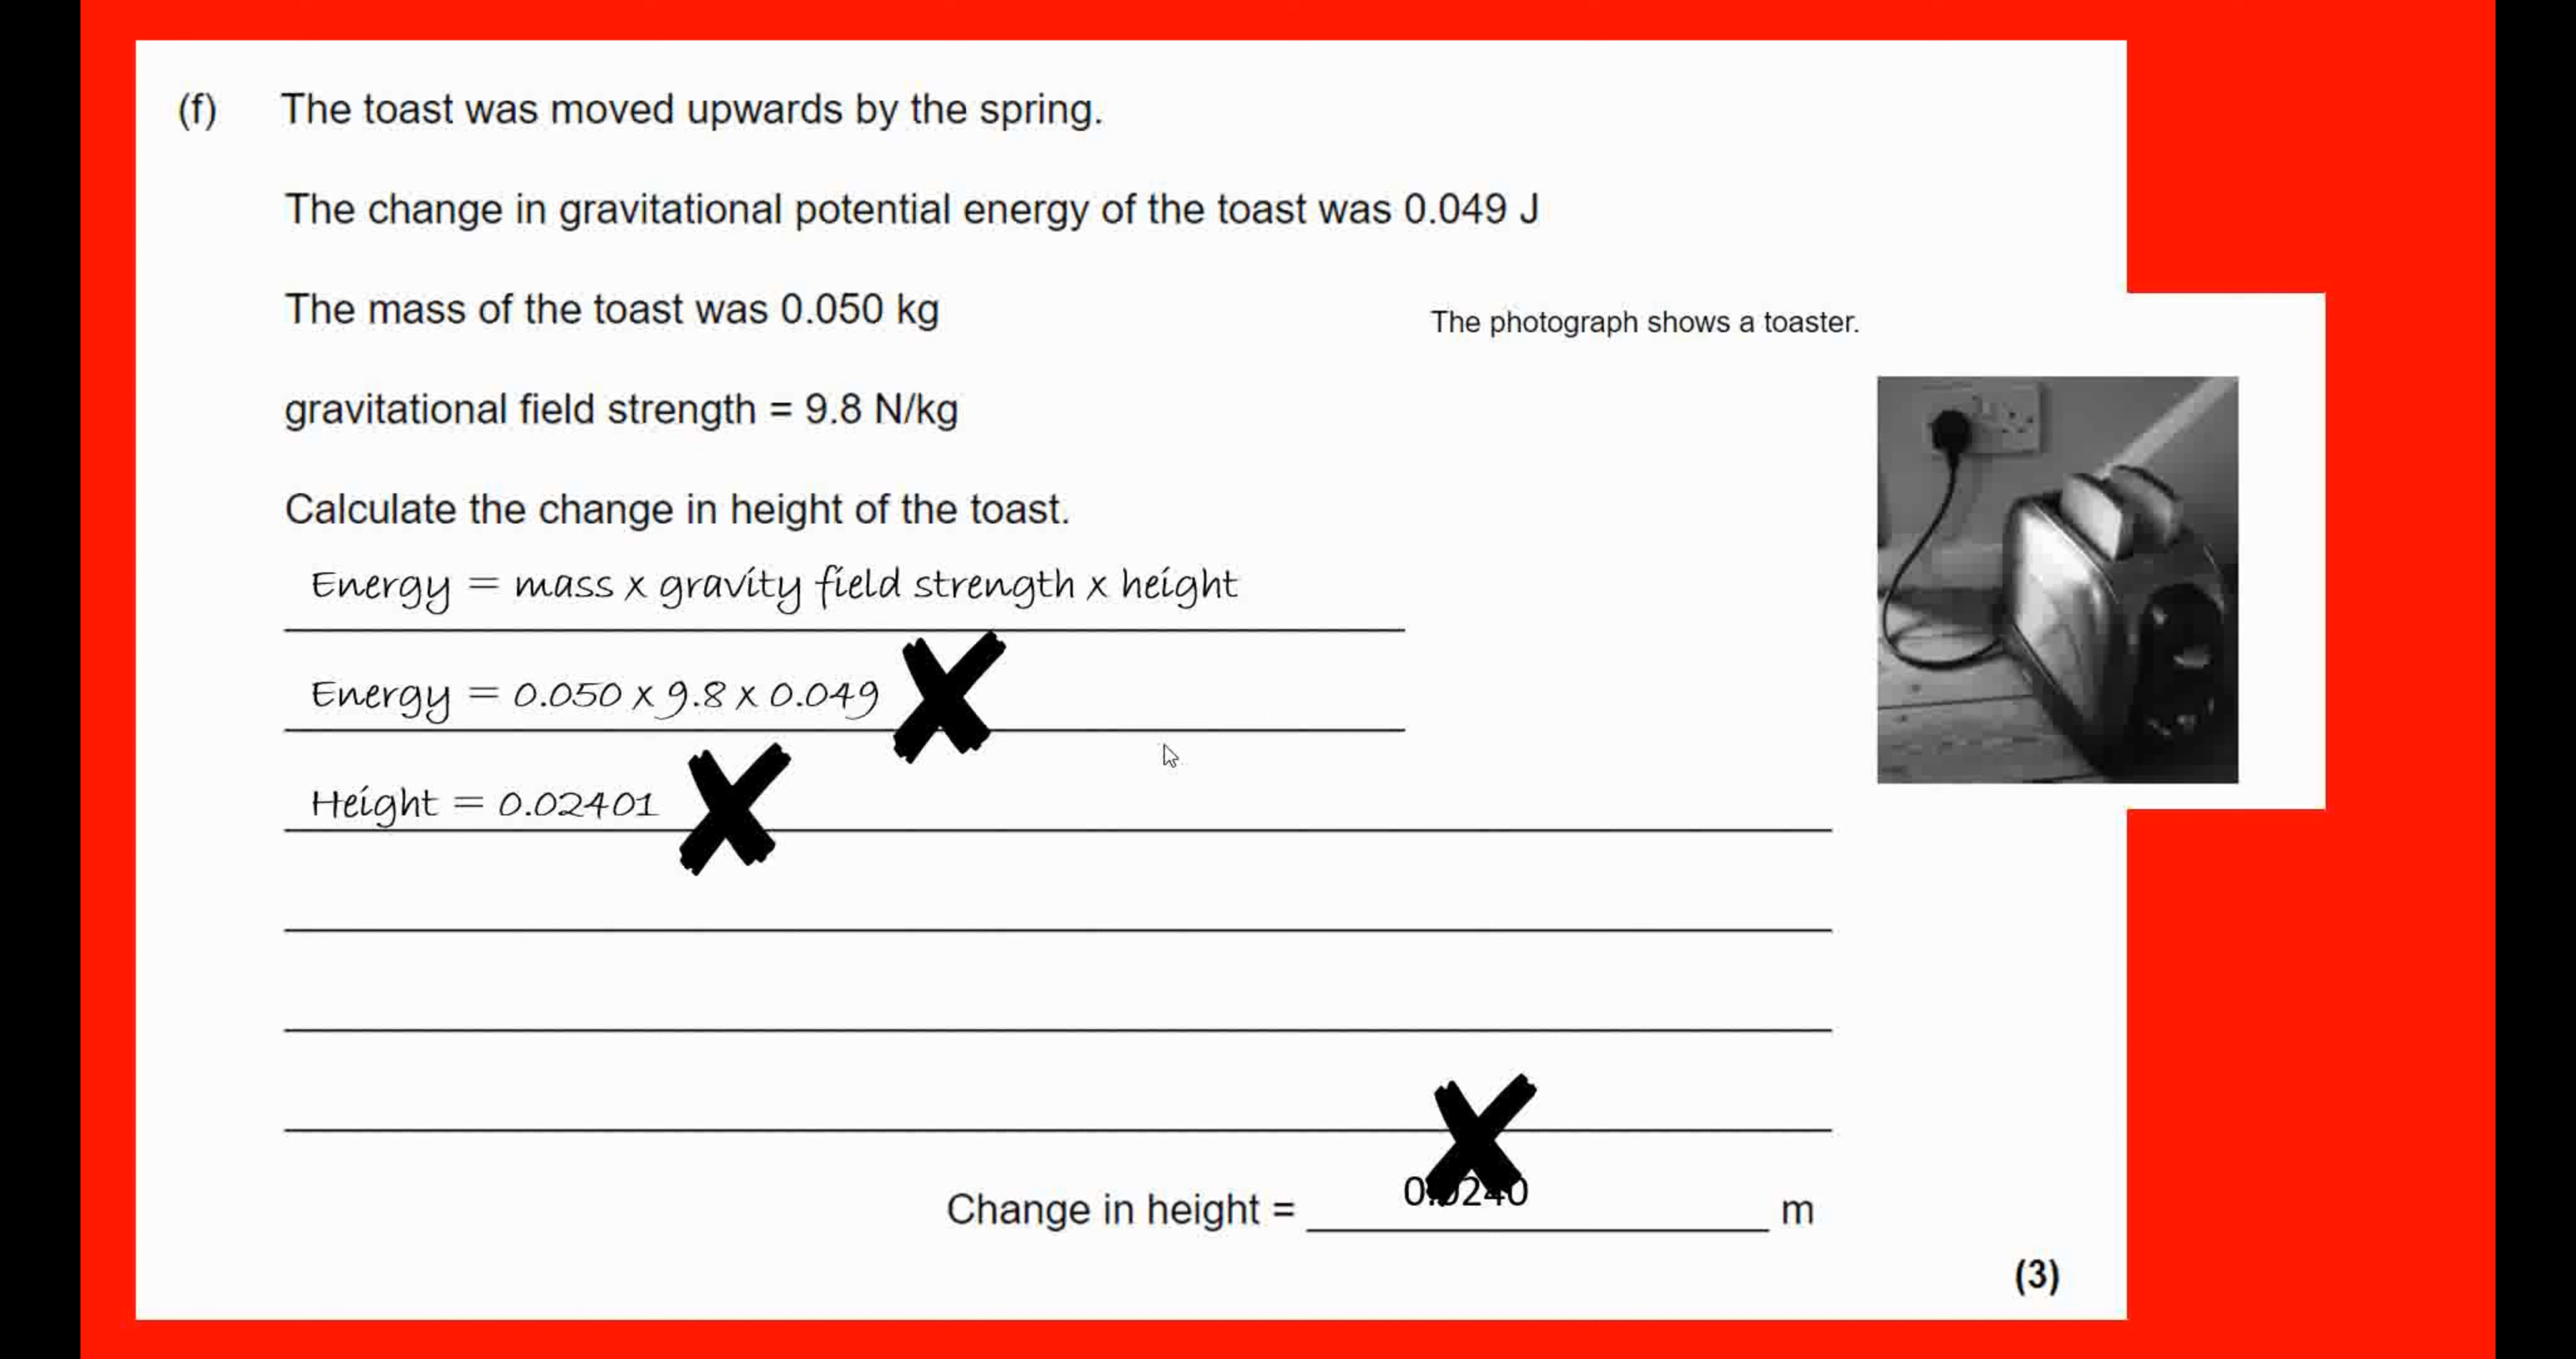 (f) The toast was moved upwards by the spring.
The change in gravitational potential energy of the toast was 0.049 J
The mass of the toast was 0.050 kg
The photograph shows a toaster.
gravitational field strength = 9.8 N/kg
Calculate the change in height of the toast.
Energy = mass x gravity field strength x height
Energy = 0.050 x 9.8 x 0.049
Height = 0.02401
Change in height = 0.0240 m
(3)